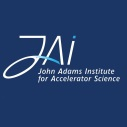 JAi
John Adams Institute
for Accelerator Science